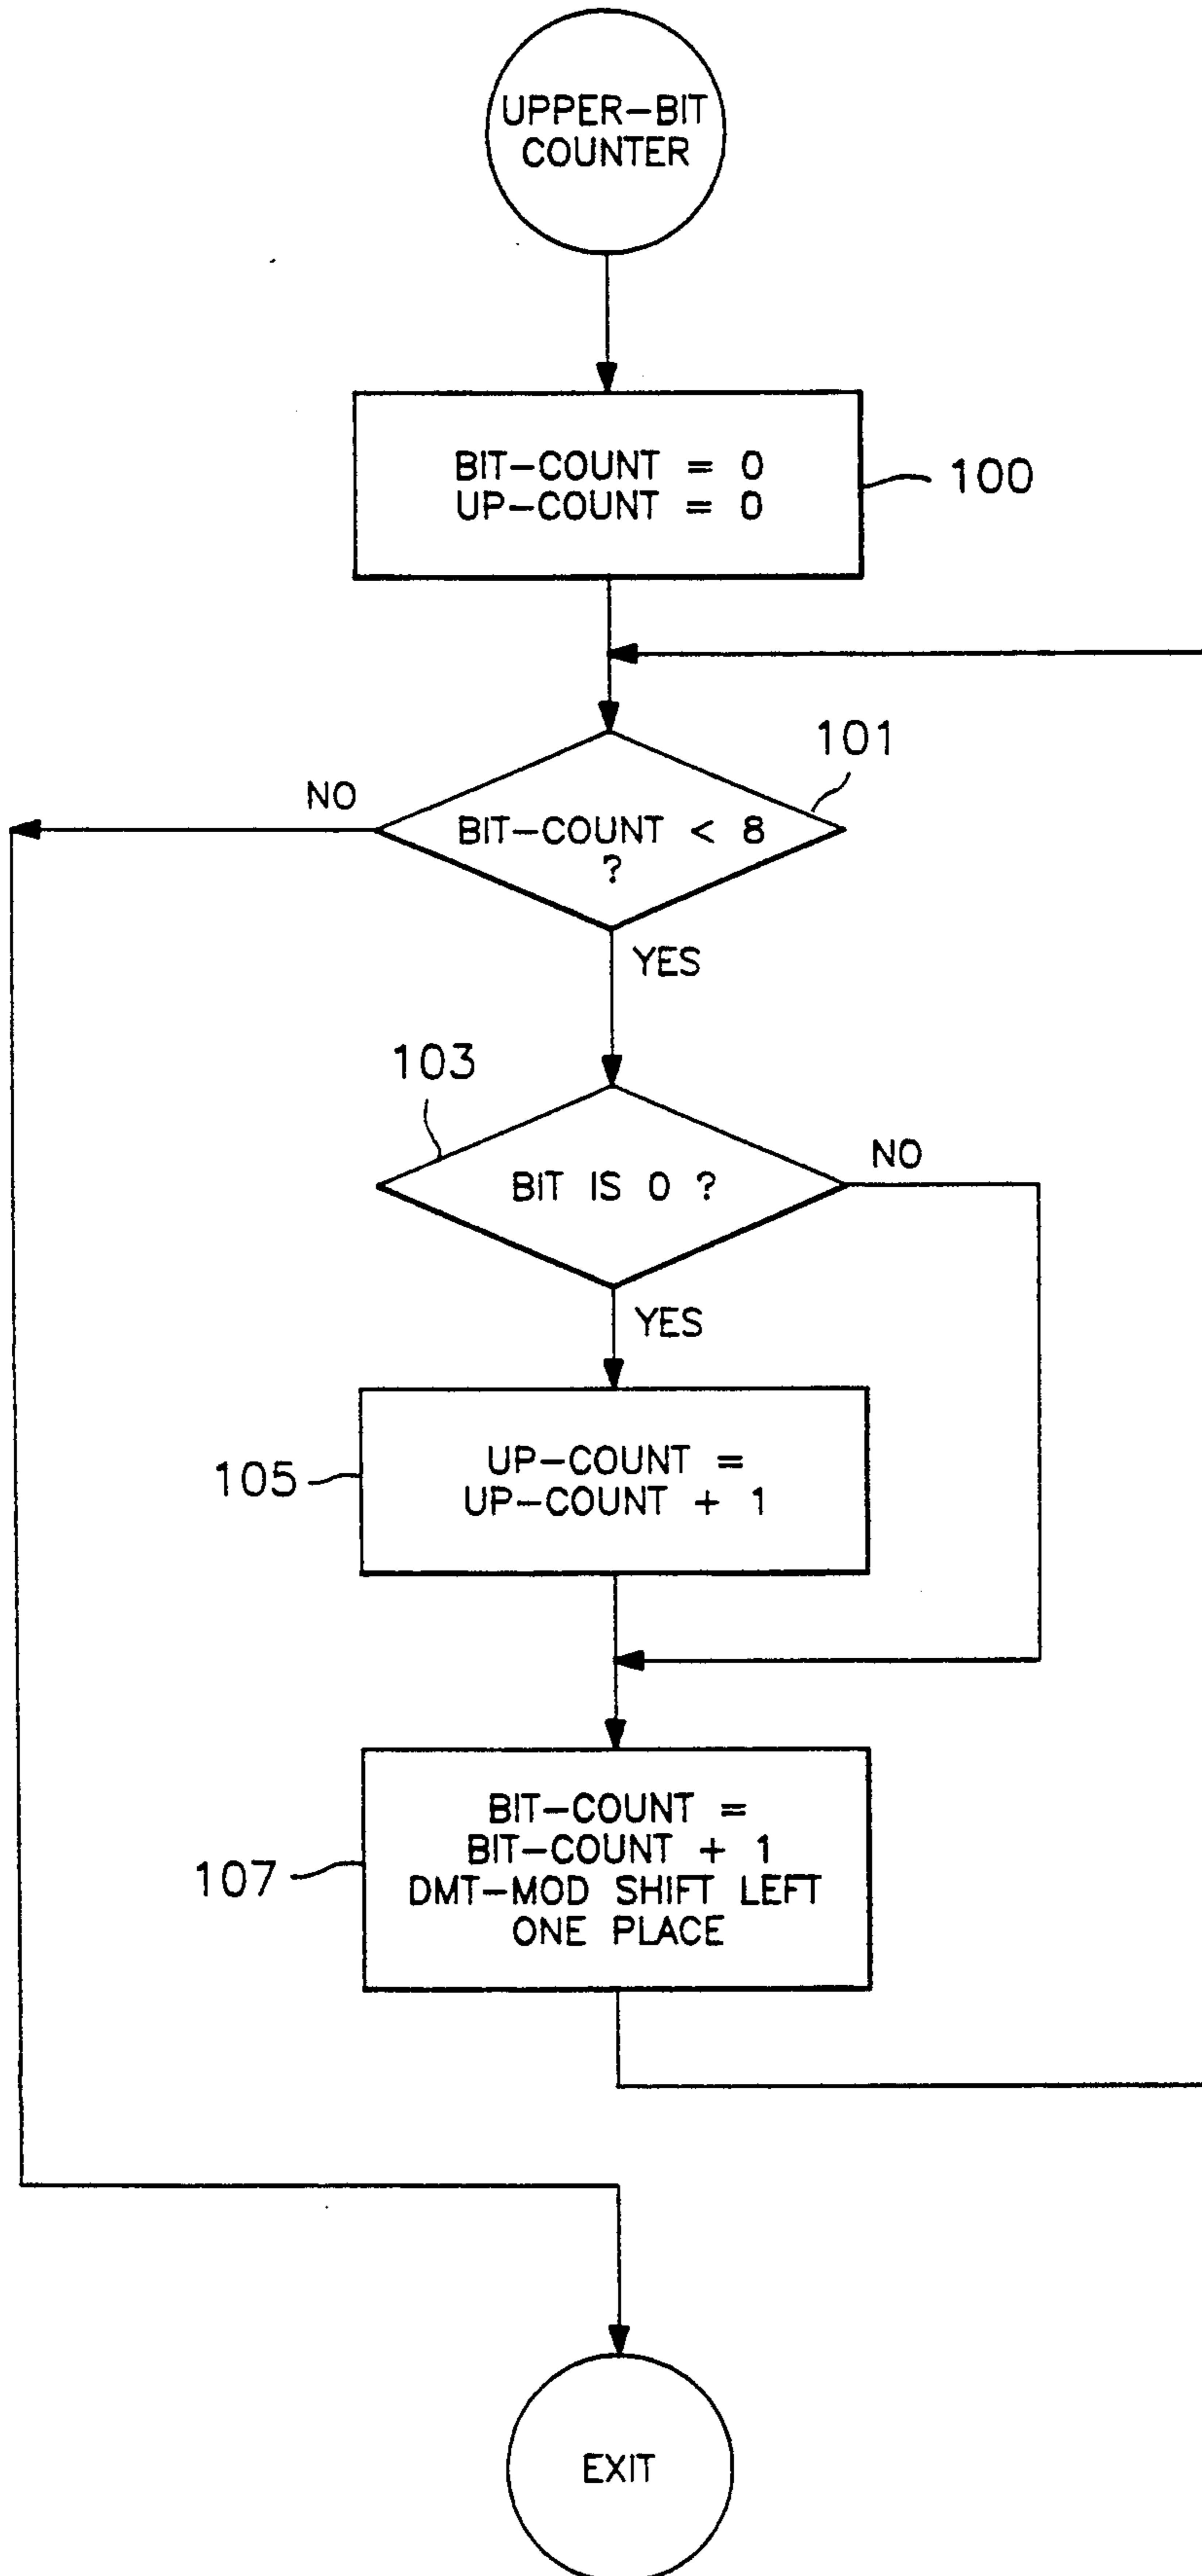 UPPER-BIT
COUNTER
BIT-COUNT = 0
UP-COUNT = 0
100
101
NO
BIT-COUNT < 8
?
YES
103
NO
BIT IS 0 ?
YES
105
UP-COUNT =
UP-COUNT + 1
107
BIT-COUNT =
BIT-COUNT + 1
DMT-MOD SHIFT LEFT
ONE PLACE
EXIT